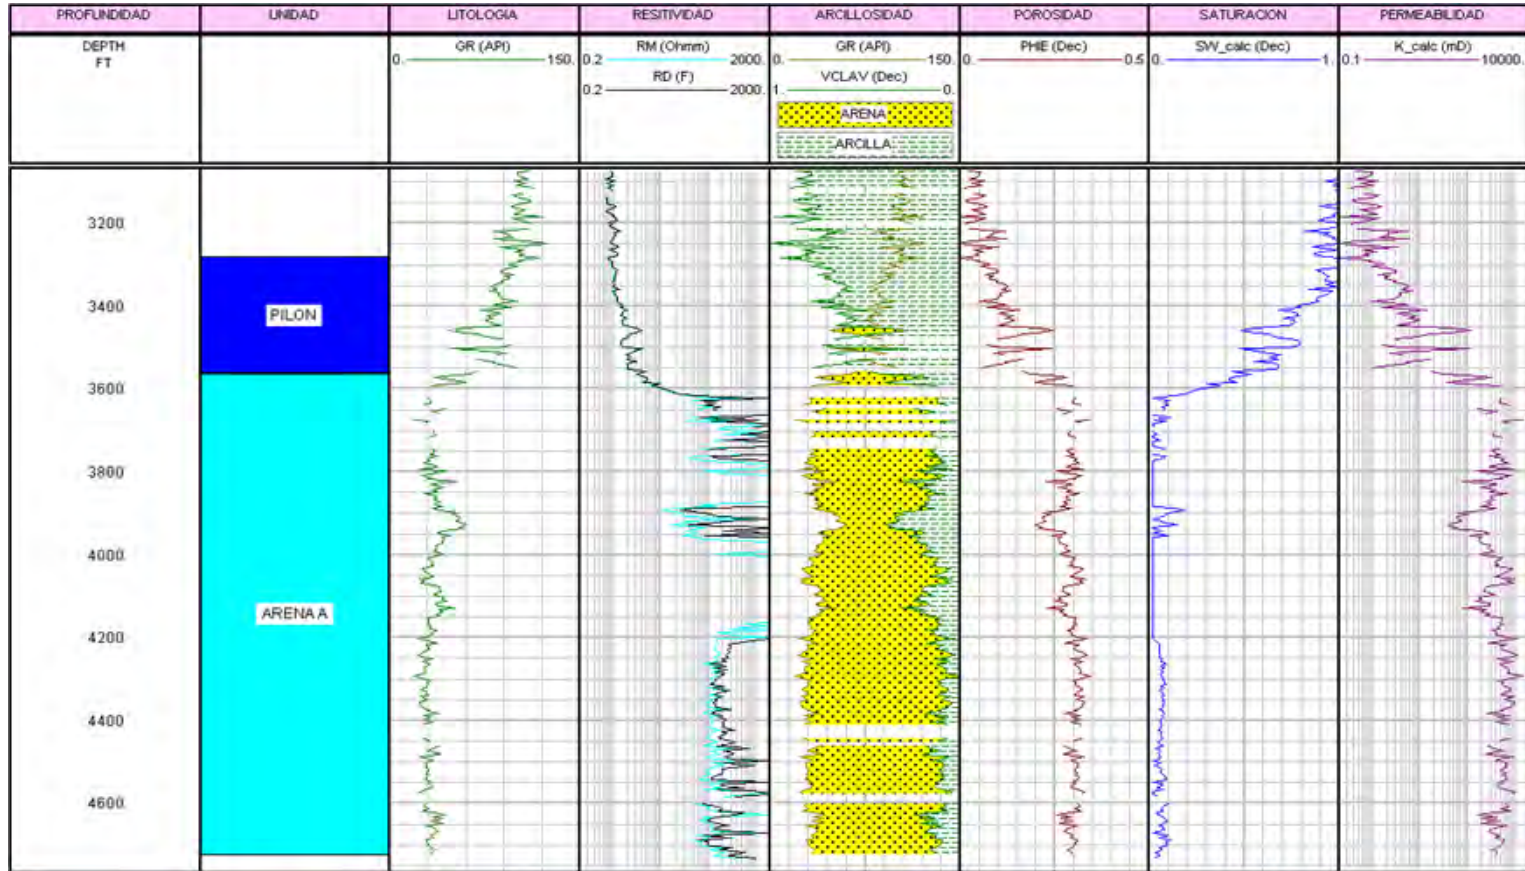 PROFUNDIDAD UNIDAD LITOLOGIA RESITIVIDAD ARCILLOSIDAD POROSIDAD SATURACION PERMEABILIDAD
DEPTH GR (API) RM (Ohmm) GR (API) PHIE (Dec) SW_calc (Dec) K_calc (mD)
FT 0. 150. 0.2 2000. 0. 150. 0. 0.5 0. 1. 0.1 10000.
RD (F) VCLAV (Dec)
0.2 2000. 1. 0.
ARENA
ARCILLA
3200.
PILON
3400.
3600.
3800.
4000.
ARENA A
4200.
4400.
4600.